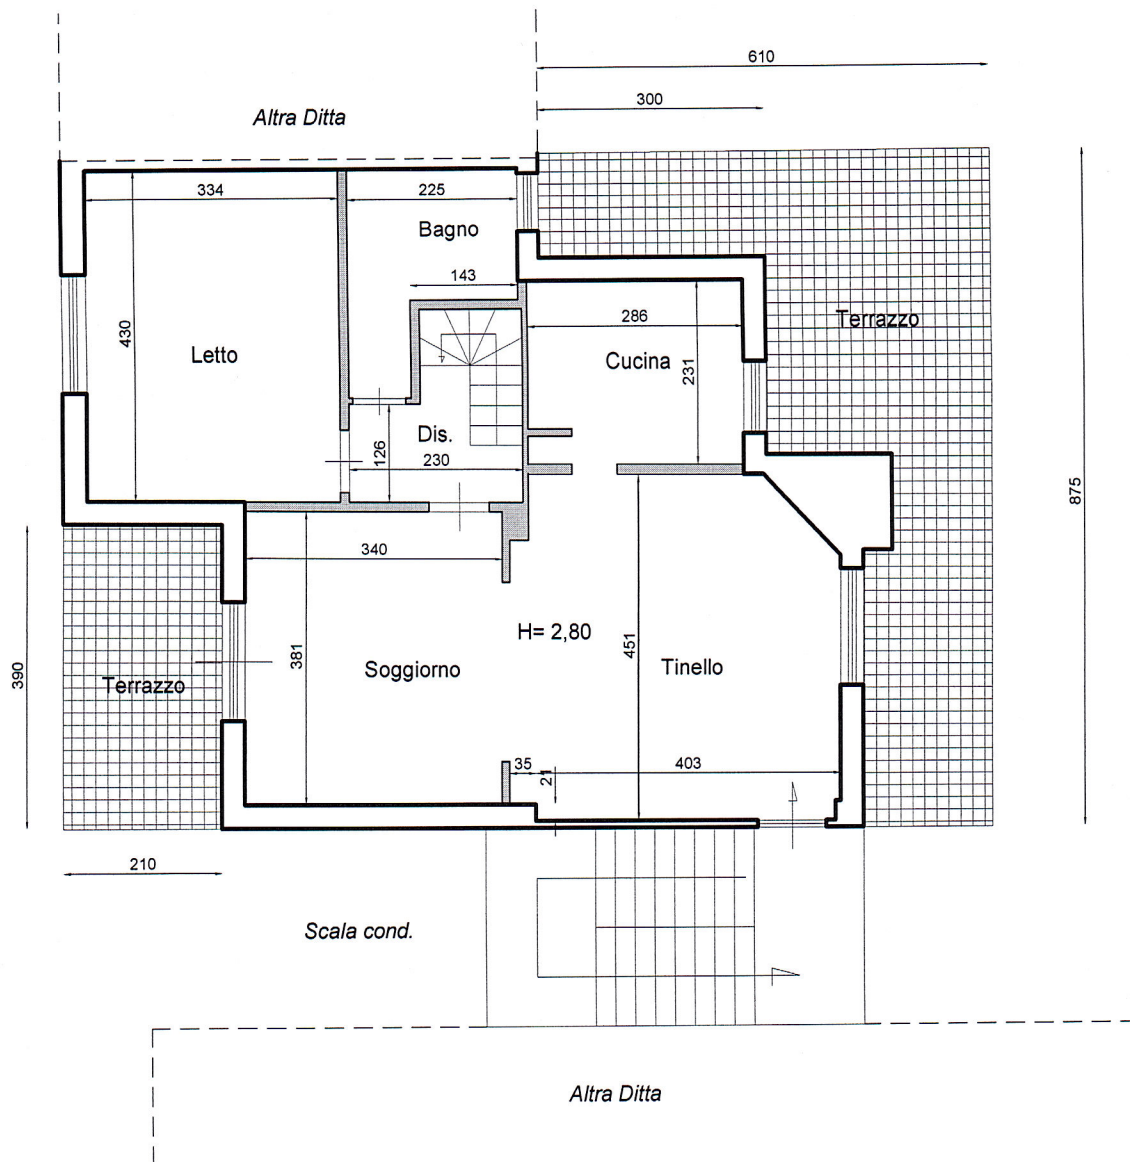 610
300
Altra Ditta
334
225
Bagno
143
286
Terrazzo
430
Letto
Cucina
231
Dis.
126
230
875
340
H= 2,80
381
451
390
Soggiorno
Tinello
Terrazzo
35
21
403
210
Scala cond.
Altra Ditta